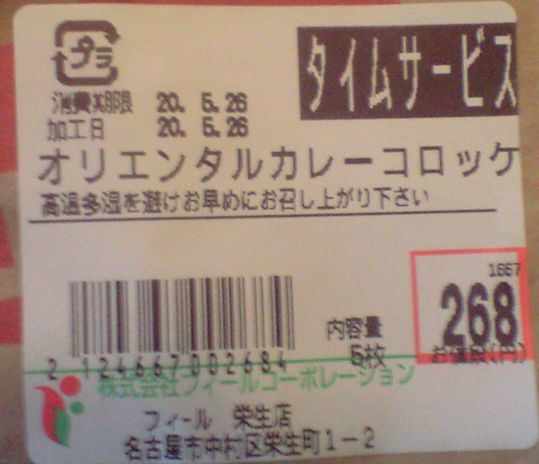 プラ
タイムサービス
消費期限 20. 5.26
加工日 20. 5.26
オリエンタルカレーコロッケ
高温多湿を避けお早めにお召し上がり下さい
1667
268
内容量
5枚
お値段(円)
2 124667 002684
株式会社フィールコーポレーション
フィール 栄生店
名古屋市中村区栄生町1-2